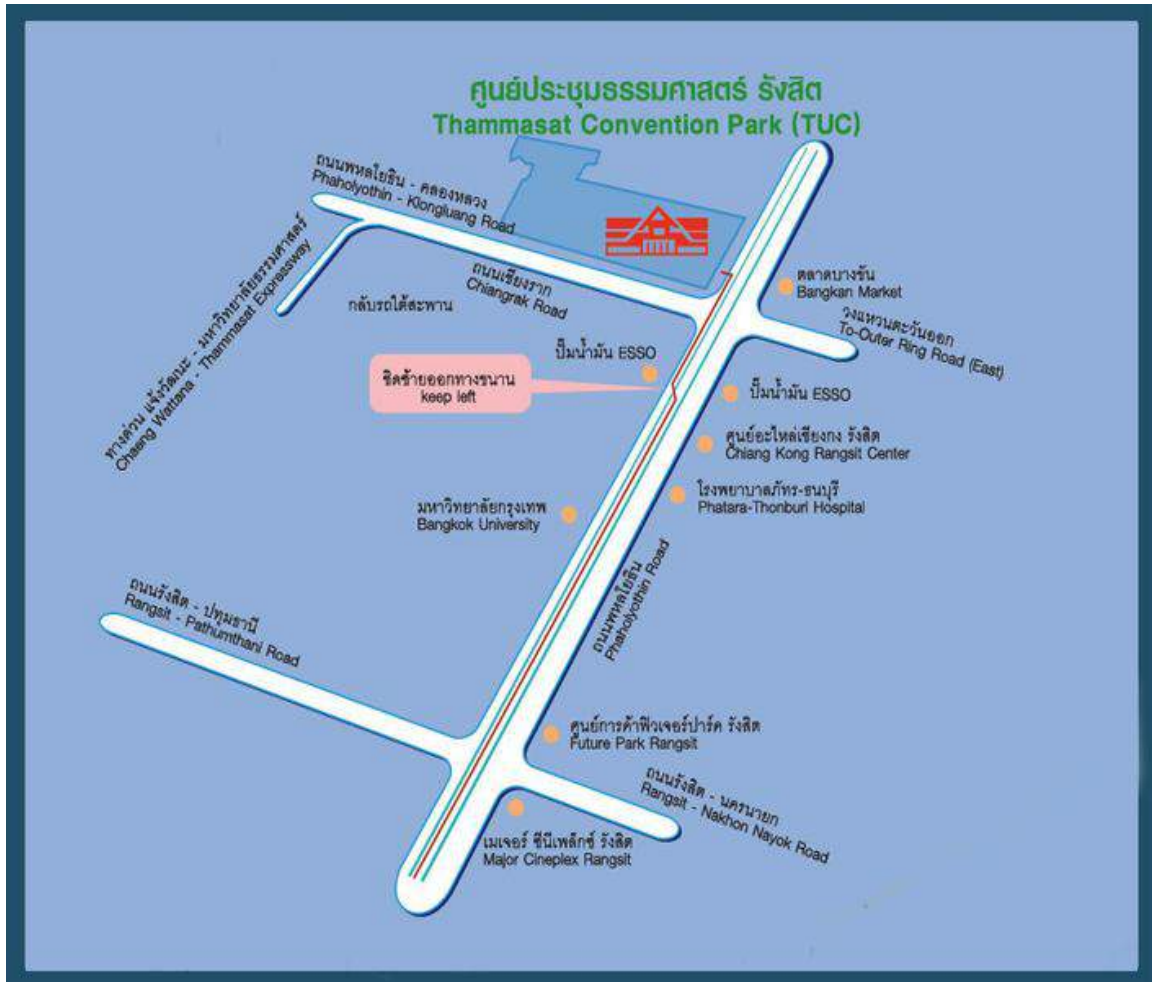 ศูนย์ประชุมธรรมศาสตร์ รังสิต
Thammasat Convention Park (TUC)
ถนนพหลโยธิน - คลองหลวง
Phaholyothin - Klongluang Road
ทางด่วน แจ้งวัฒนะ - มหาวิทยาลัยธรรมศาสตร์
Chaeng Wattana - Thammasat Expressway
ถนนเชียงราก
Chiangrak Road
กลับรถใต้สะพาน
ตลาดบางขัน
Bangkan Market
วงแหวนตะวันออก
To-Outer Ring Road (East)
ปั๊มน้ำมัน ESSO
ชิดซ้ายออกทางขนาน
keep left
ปั๊มน้ำมัน ESSO
ศูนย์อะไหล่เชียงกง รังสิต
Chiang Kong Rangsit Center
โรงพยาบาลภัทร-ธนบุรี
Phatara-Thonburi Hospital
มหาวิทยาลัยกรุงเทพ
Bangkok University
ถนนพหลโยธิน
Phaholyothin Road
ถนนรังสิต - ปทุมธานี
Rangsit - Pathumthani Road
ศูนย์การค้าฟิวเจอร์ปาร์ค รังสิต
Future Park Rangsit
ถนนรังสิต - นครนายก
Rangsit - Nakhon Nayok Road
เมเจอร์ ซีนีเพล็กซ์ รังสิต
Major Cineplex Rangsit